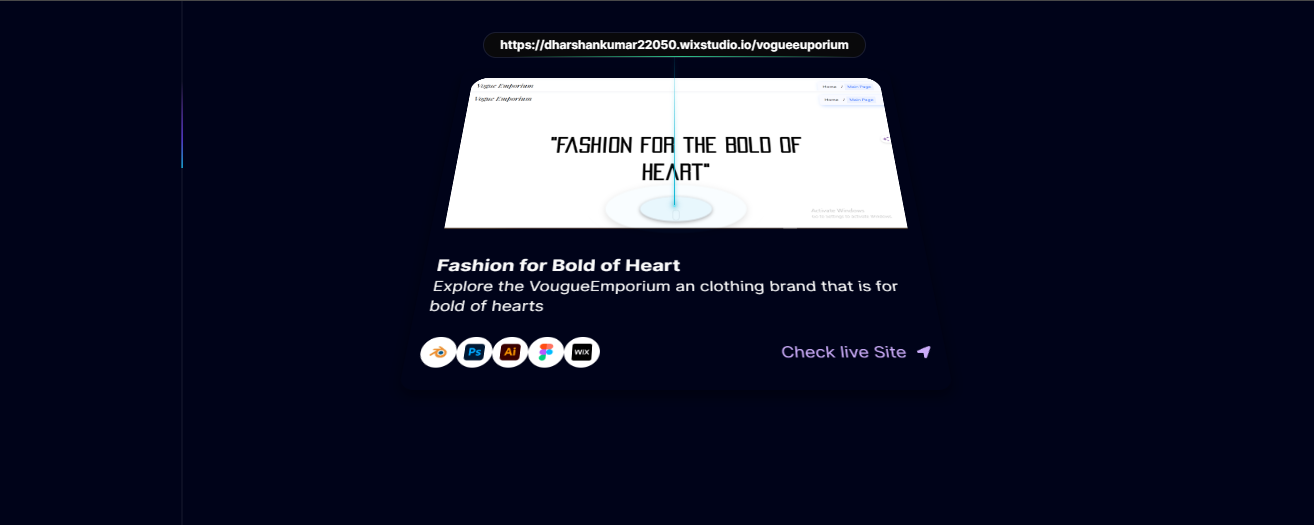 https://dharshankumar22050.wixstudio.io/vogueeuporium
Vogue Emporium
Home / Main Page
Vogue Emporium
Home / Main Page
"FASHION FOR THE BOLD OF
HEART"
Activate Windows
Go to Settings to activate Windows.
Fashion for Bold of Heart
Explore the VougueEmporium an clothing brand that is for
bold of hearts
Ps
Ai
WIX
Check live Site